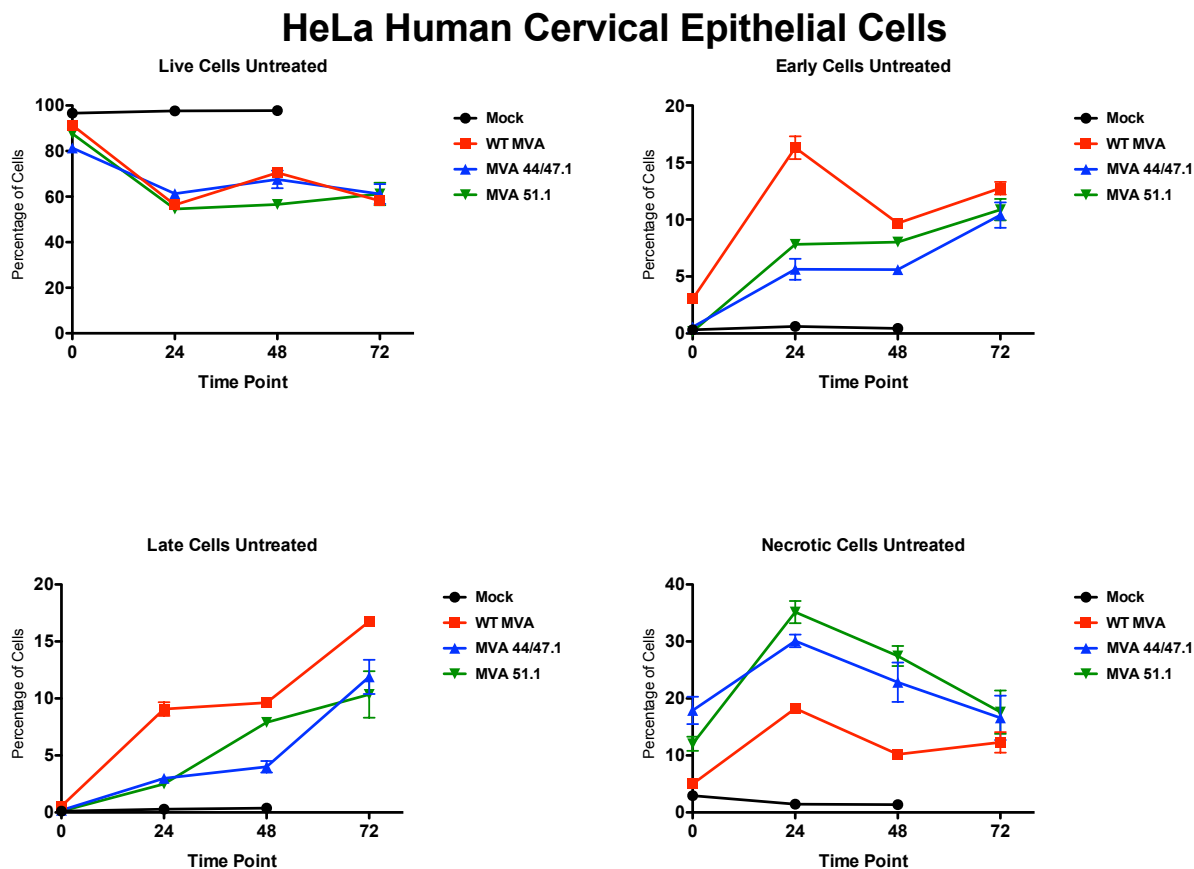 HeLa Human Cervical Epithelial Cells
Live Cells Untreated
Percentage of Cells
100
80
60
40
20
0
0 24 48 72
Time Point
Mock
WT MVA
MVA 44/47.1
MVA 51.1
Early Cells Untreated
Percentage of Cells
20
15
10
5
0
0 24 48 72
Time Point
Mock
WT MVA
MVA 44/47.1
MVA 51.1
Late Cells Untreated
Percentage of Cells
20
15
10
5
0
0 24 48 72
Time Point
Mock
WT MVA
MVA 44/47.1
MVA 51.1
Necrotic Cells Untreated
Percentage of Cells
40
30
20
10
0
0 24 48 72
Time Point
Mock
WT MVA
MVA 44/47.1
MVA 51.1